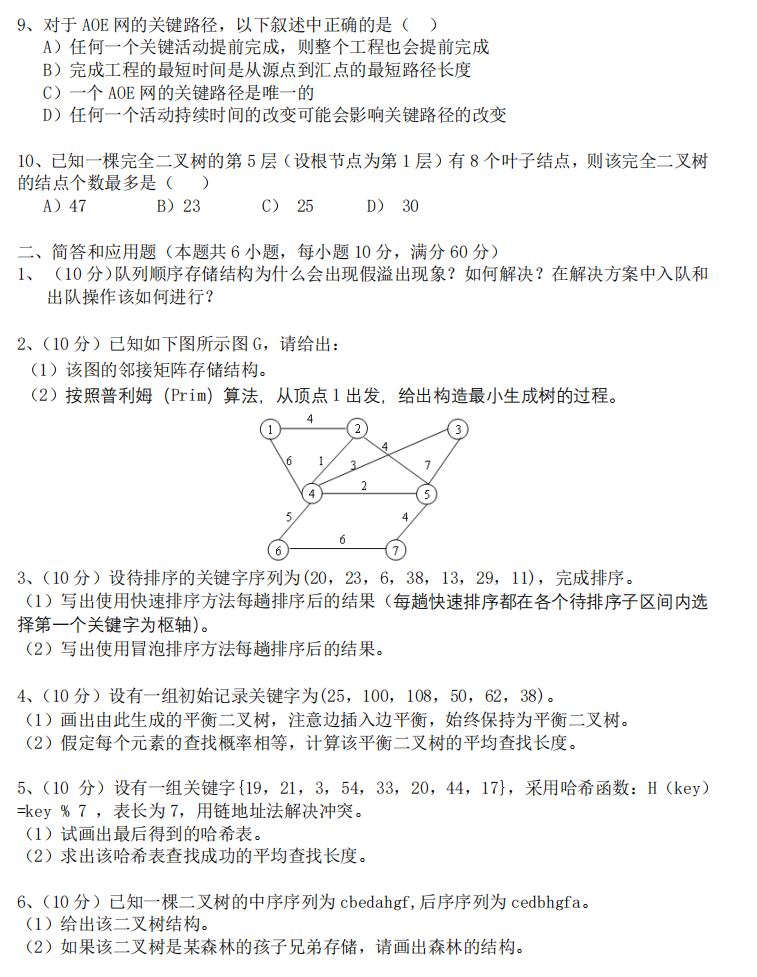 9、对于 AOE 网的关键路径，以下叙述中正确的是（ ）
A）任何一个关键活动提前完成，则整个工程也会提前完成
B）完成工程的最短时间是从源点到汇点的最短路径长度
C）一个 AOE 网的关键路径是唯一的
D）任何一个活动持续时间的改变可能会影响关键路径的改变
10、已知一棵完全二叉树的第 5 层（设根节点为第 1 层）有 8 个叶子结点，则该完全二叉树
的结点个数最多是（ ）
A）47 B）23 C） 25 D） 30
二、简答和应用题（本题共 6 小题，每小题 10 分，满分 60 分）
1、（10 分）队列顺序存储结构为什么会出现假溢出现象？如何解决？在解决方案中入队和
出队操作该如何进行？
2、（10 分）已知如下图所示图 G，请给出：
（1）该图的邻接矩阵存储结构。
（2）按照普利姆（Prim）算法，从顶点 1 出发，给出构造最小生成树的过程。
4
1 2 3
4
6 1 3 7
2
4 5
5 4
6
6 7
3、（10 分）设待排序的关键字序列为(20, 23, 6, 38, 13, 29, 11)，完成排序。
（1）写出使用快速排序方法每趟排序后的结果（每趟快速排序都在各个待排序子区间内选
择第一个关键字为枢轴）。
（2）写出使用冒泡排序方法每趟排序后的结果。
4、（10 分）设有一组初始记录关键字为(25, 100, 108, 50, 62, 38)。
（1）画出由此生成的平衡二叉树，注意边插入边平衡，始终保持为平衡二叉树。
（2）假定每个元素的查找概率相等，计算该平衡二叉树的平均查找长度。
5、（10 分）设有一组关键字{19, 21, 3, 54, 33, 20, 44, 17}，采用哈希函数：H（key）
=key % 7 ，表长为 7，用链地址法解决冲突。
（1）试画出最后得到的哈希表。
（2）求出该哈希表查找成功的平均查找长度。
6、（10 分）已知一棵二叉树的中序序列为 cbedahgf,后序序列为 cedbhgfa。
（1）给出该二叉树结构。
（2）如果该二叉树是某森林的孩子兄弟存储，请画出森林的结构。